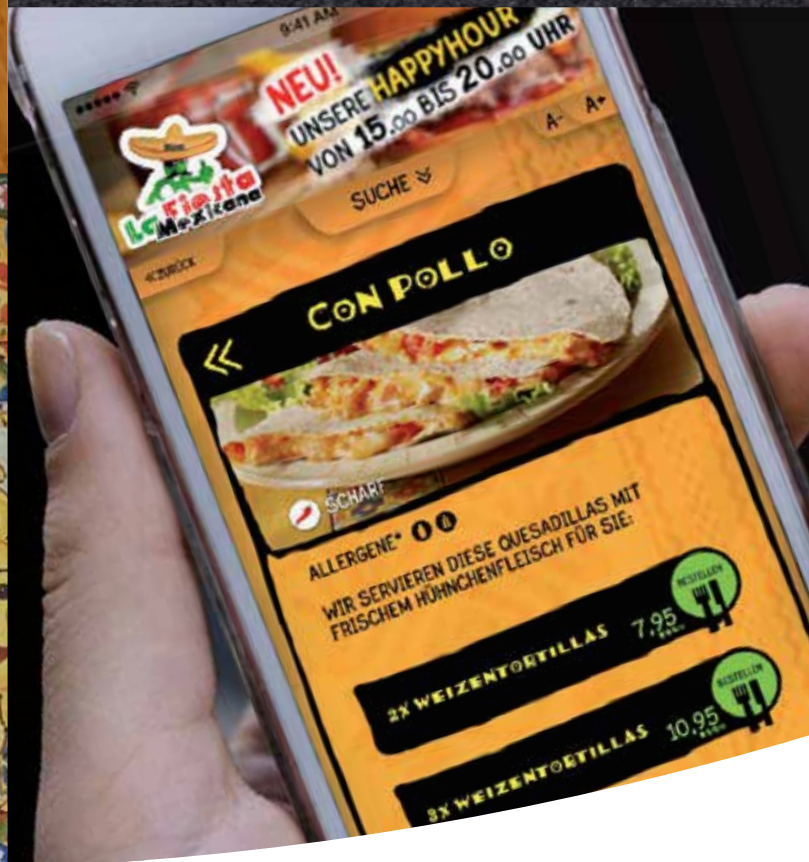 9:41 AM
NEU!
UNSERE HAPPYHOUR
VON 15.00 BIS 20.00 UHR
La Fiesta
Mexicana
A- A+
SUCHE
«ZURÜCK
CON POLLO
SCHARF
ALLERGENE*
WIR SERVIEREN DIESE QUESADILLAS MIT
FRISCHEM HÜHNCHENFLEISCH FÜR SIE:
BESTELLEN
2X WEIZENTORTILLAS 7,95
BESTELLEN
3X WEIZENTORTILLAS 10,95